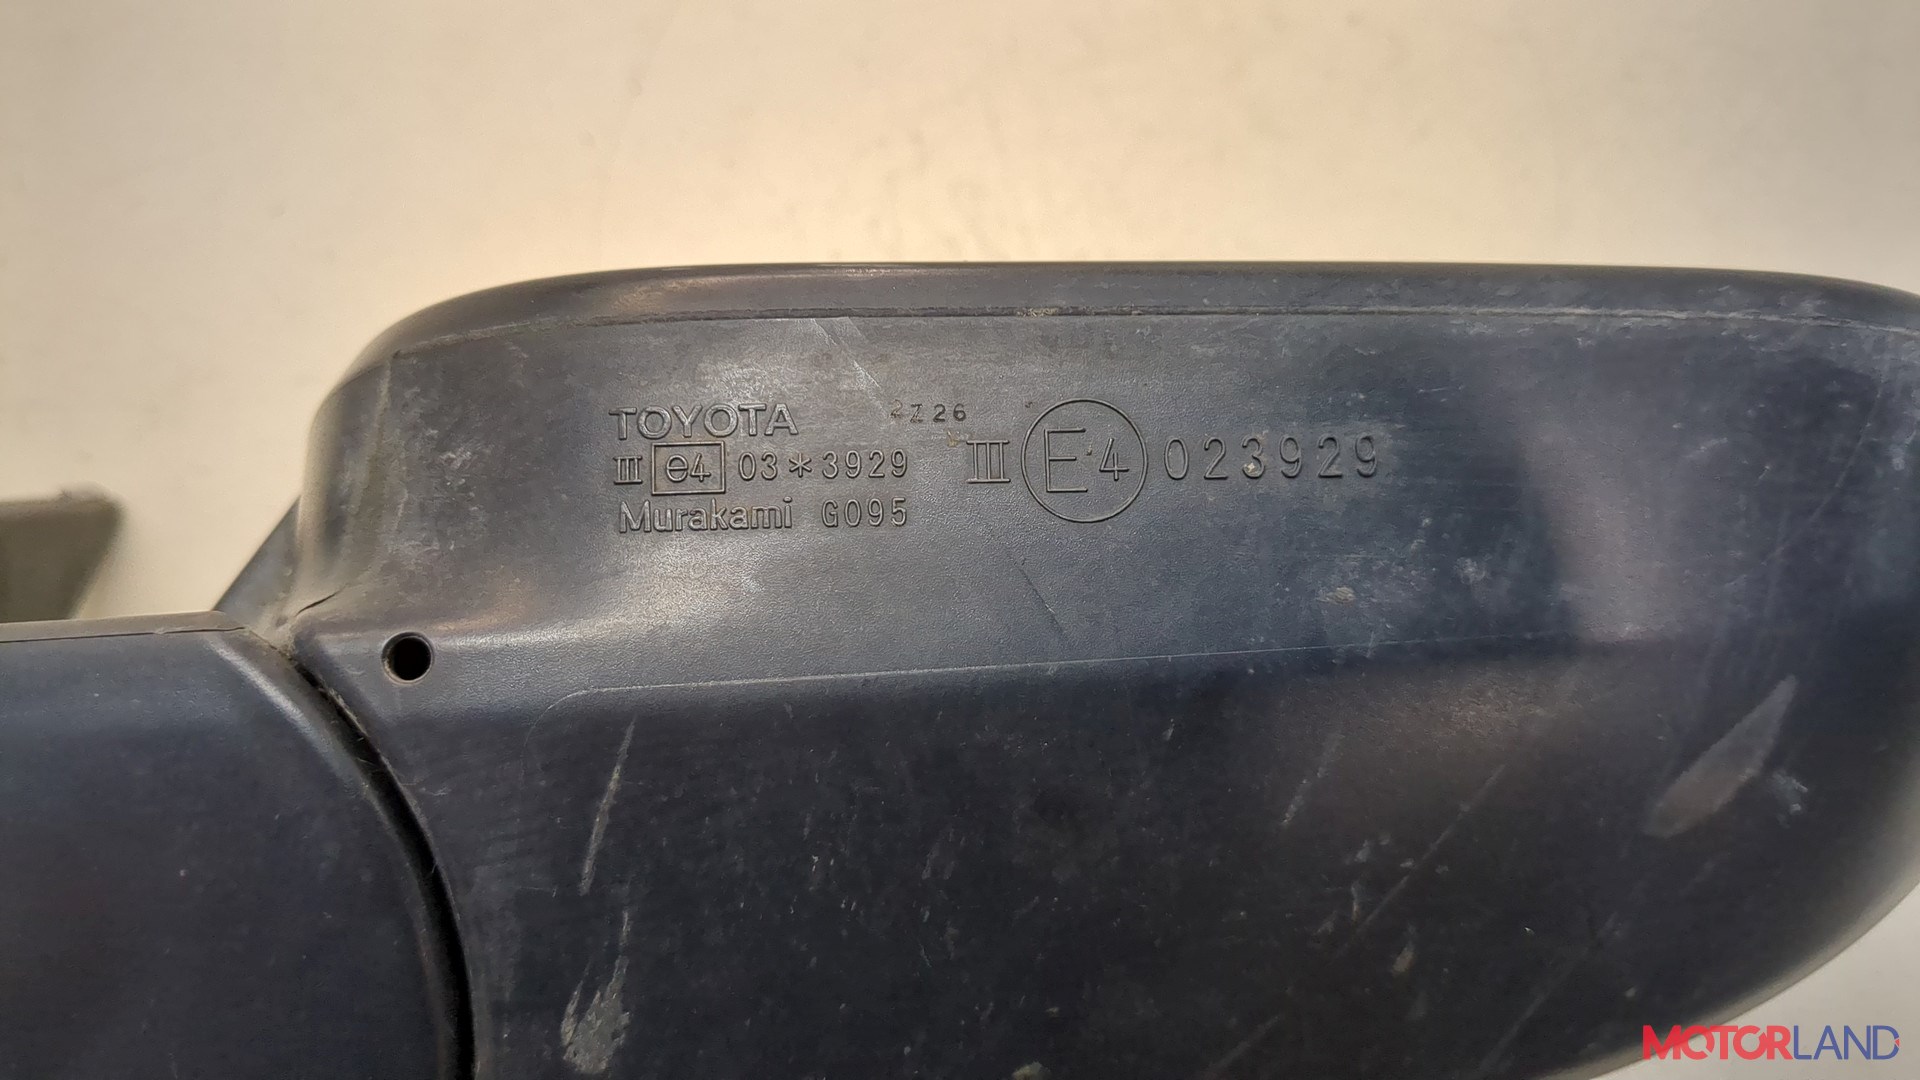 TOYOTA
2Z26
III e4 03*3929
III E4 023929
Murakami G095
MOTORLAND